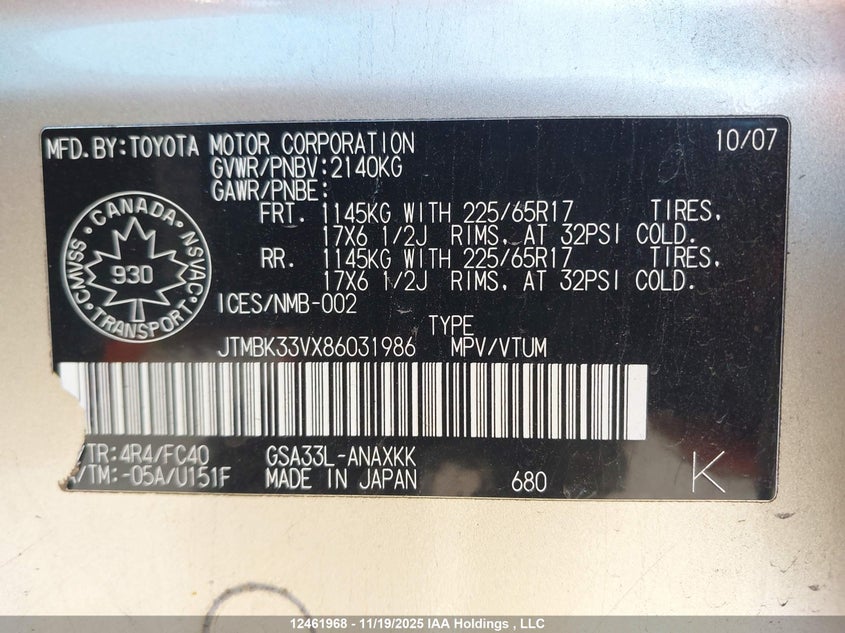 MFD.BY:TOYOTA MOTOR CORPORATION 10/07
GVWR/PNBV:2140KG
GAWR/PNBE:
FRT. 1145KG WITH 225/65R17 TIRES,
17X6 1/2J RIMS, AT 32PSI COLD.
RR. 1145KG WITH 225/65R17 TIRES,
17X6 1/2J RIMS, AT 32PSI COLD.
CANADA
CMVSS NSVAC
930
TRANSPORT
ICES/NMB-002
TYPE
JTMBK33VX86031986 MPV/VTUM
/TR:4R4/FC40 GSA33L-ANAXKK
/TM:-05A/U151F MADE IN JAPAN 680 K
12461968 - 11/19/2025 IAA Holdings , LLC